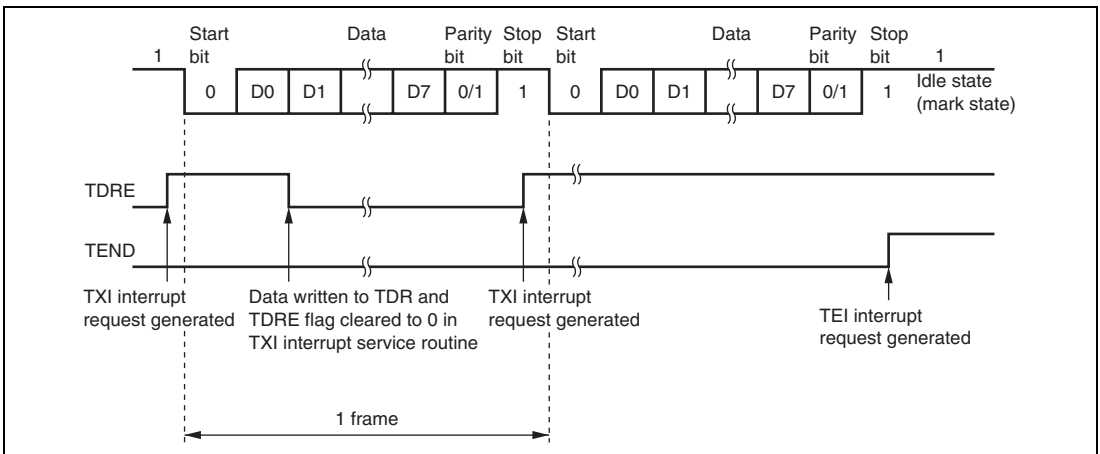 Start Data Parity Stop Start Data Parity Stop
1 bit bit bit bit bit bit 1
0 D0 D1 D7 0/1 1 0 D0 D1 D7 0/1 1 Idle state
(mark state)
TDRE
TEND
TXI interrupt
request generated
Data written to TDR and
TDRE flag cleared to 0 in
TXI interrupt service routine
TXI interrupt
request generated
TEI interrupt
request generated
1 frame